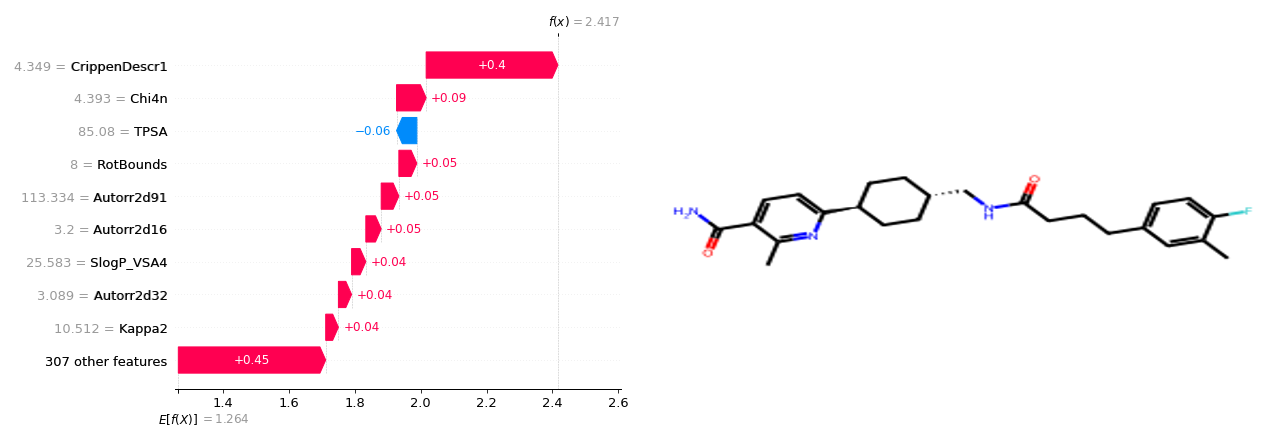 f(x) = 2.417
4.349 = CrippenDescr1
+0.4
4.393 = Chi4n
+0.09
85.08 = TPSA
−0.06
8 = RotBounds
+0.05
113.334 = Autorr2d91
+0.05
3.2 = Autorr2d16
+0.05
25.583 = SlogP_VSA4
+0.04
3.089 = Autorr2d32
+0.04
10.512 = Kappa2
+0.04
307 other features
+0.45
1.4 1.6 1.8 2.0 2.2 2.4 2.6
E[f(X)] = 1.264
H₂N
O
N
N
H
O
F